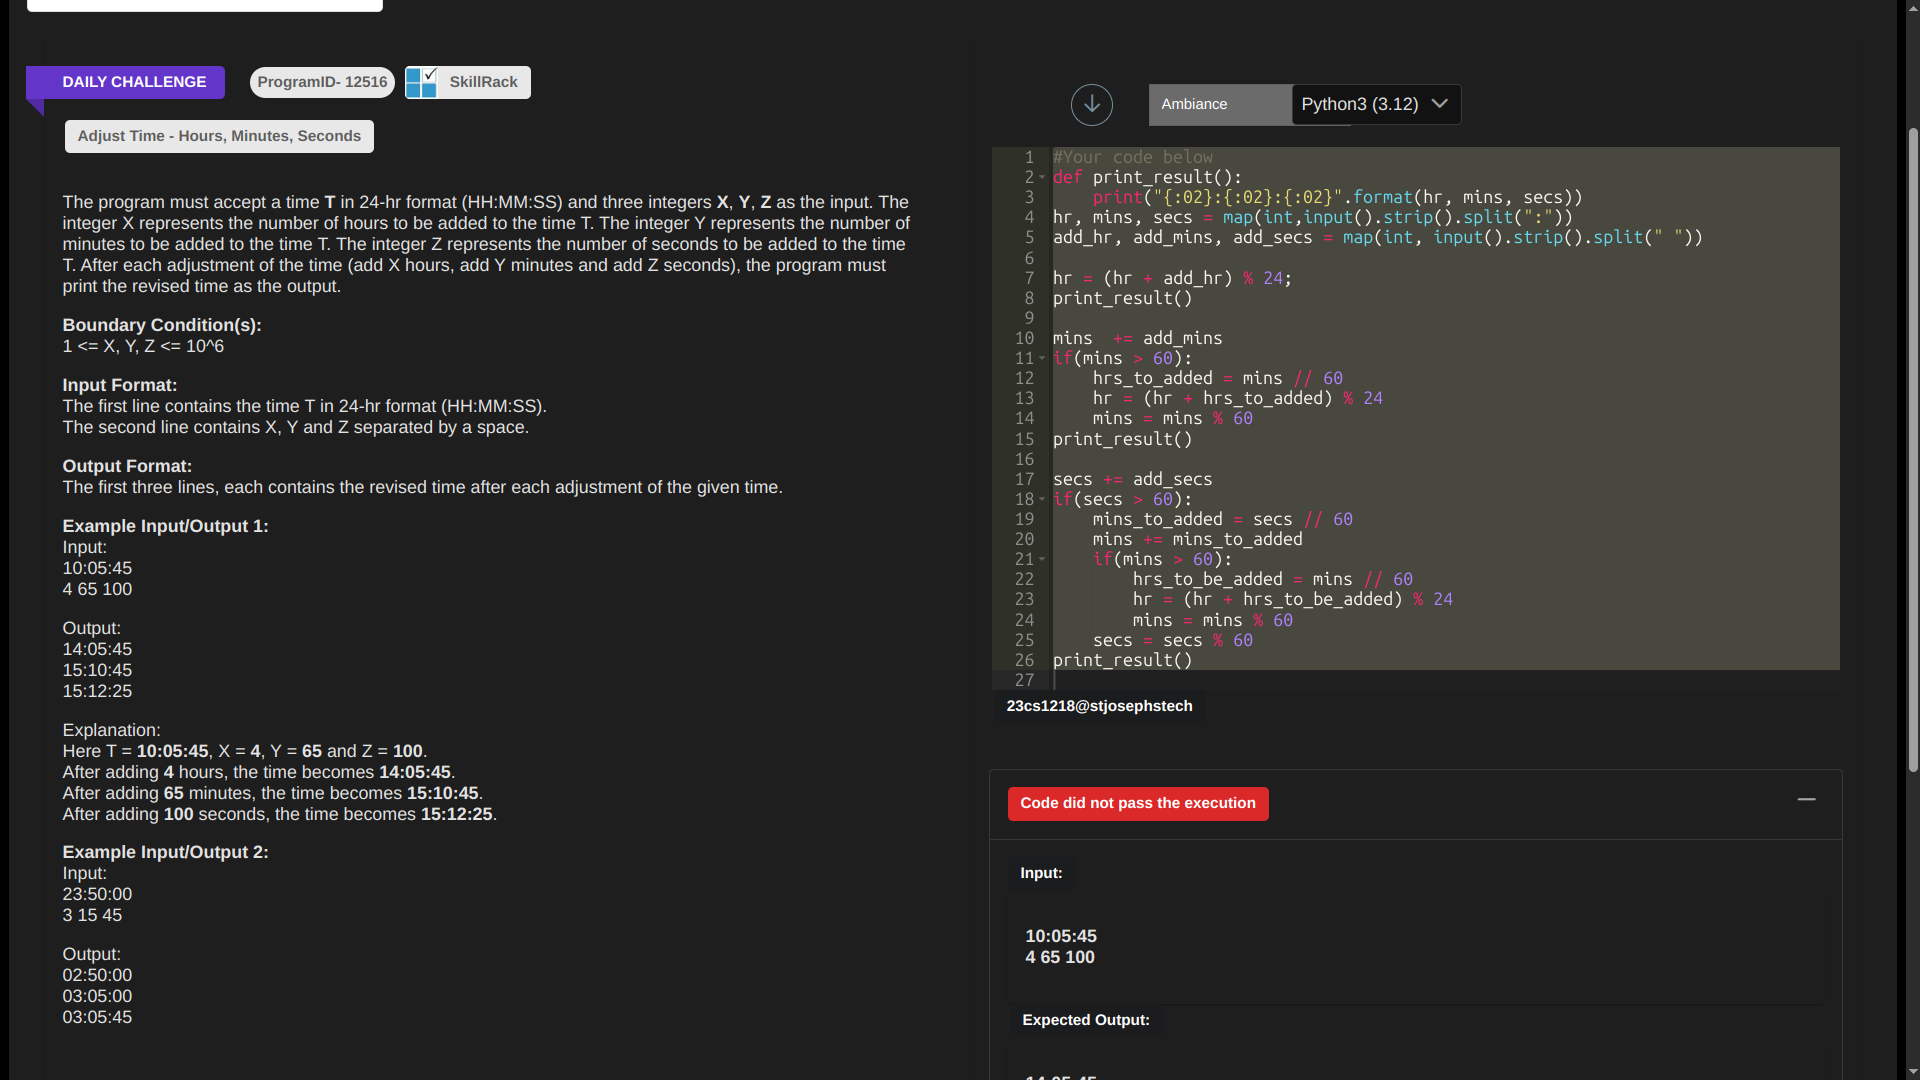 DAILY CHALLENGE
ProgramID- 12516
SkillRack
Adjust Time - Hours, Minutes, Seconds
The program must accept a time T in 24-hr format (HH:MM:SS) and three integers X, Y, Z as the input. The
integer X represents the number of hours to be added to the time T. The integer Y represents the number of
minutes to be added to the time T. The integer Z represents the number of seconds to be added to the time
T. After each adjustment of the time (add X hours, add Y minutes and add Z seconds), the program must
print the revised time as the output.
Boundary Condition(s):
1 <= X, Y, Z <= 10^6
Input Format:
The first line contains the time T in 24-hr format (HH:MM:SS).
The second line contains X, Y and Z separated by a space.
Output Format:
The first three lines, each contains the revised time after each adjustment of the given time.
Example Input/Output 1:
Input:
10:05:45
4 65 100
Output:
14:05:45
15:10:45
15:12:25
Explanation:
Here T = 10:05:45, X = 4, Y = 65 and Z = 100.
After adding 4 hours, the time becomes 14:05:45.
After adding 65 minutes, the time becomes 15:10:45.
After adding 100 seconds, the time becomes 15:12:25.
Example Input/Output 2:
Input:
23:50:00
3 15 45
Output:
02:50:00
03:05:00
03:05:45
Ambiance
Python3 (3.12)
1 #Your code below
2 def print_result():
3     print("{:02}:{:02}:{:02}".format(hr, mins, secs))
4 hr, mins, secs = map(int,input().strip().split(":"))
5 add_hr, add_mins, add_secs = map(int, input().strip().split(" "))
6
7 hr = (hr + add_hr) % 24;
8 print_result()
9
10 mins  += add_mins
11 if(mins > 60):
12     hrs_to_added = mins // 60
13     hr = (hr + hrs_to_added) % 24
14     mins = mins % 60
15 print_result()
16
17 secs += add_secs
18 if(secs > 60):
19     mins_to_added = secs // 60
20     mins += mins_to_added
21     if(mins > 60):
22         hrs_to_be_added = mins // 60
23         hr = (hr + hrs_to_be_added) % 24
24         mins = mins % 60
25     secs = secs % 60
26 print_result()
27
23cs1218@stjosephstech
Code did not pass the execution
Input:
10:05:45
4 65 100
Expected Output:
14:05:45